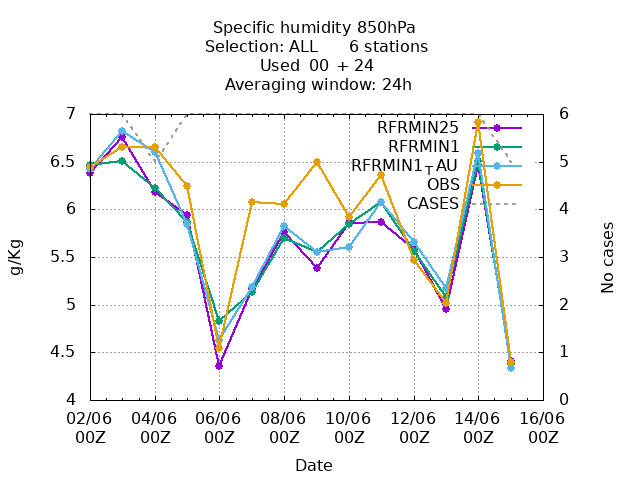 Specific humidity 850hPa
Selection: ALL      6 stations
Used  00  + 24
Averaging window: 24h
7
6.5
6
5.5
5
4.5
4
g/Kg
6
5
4
3
2
1
0
No cases
RFRMIN25
RFRMIN1
RFRMIN1TAU
OBS
CASES
02/06 04/06 06/06 08/06 10/06 12/06 14/06 16/06
00Z 00Z 00Z 00Z 00Z 00Z 00Z 00Z
Date